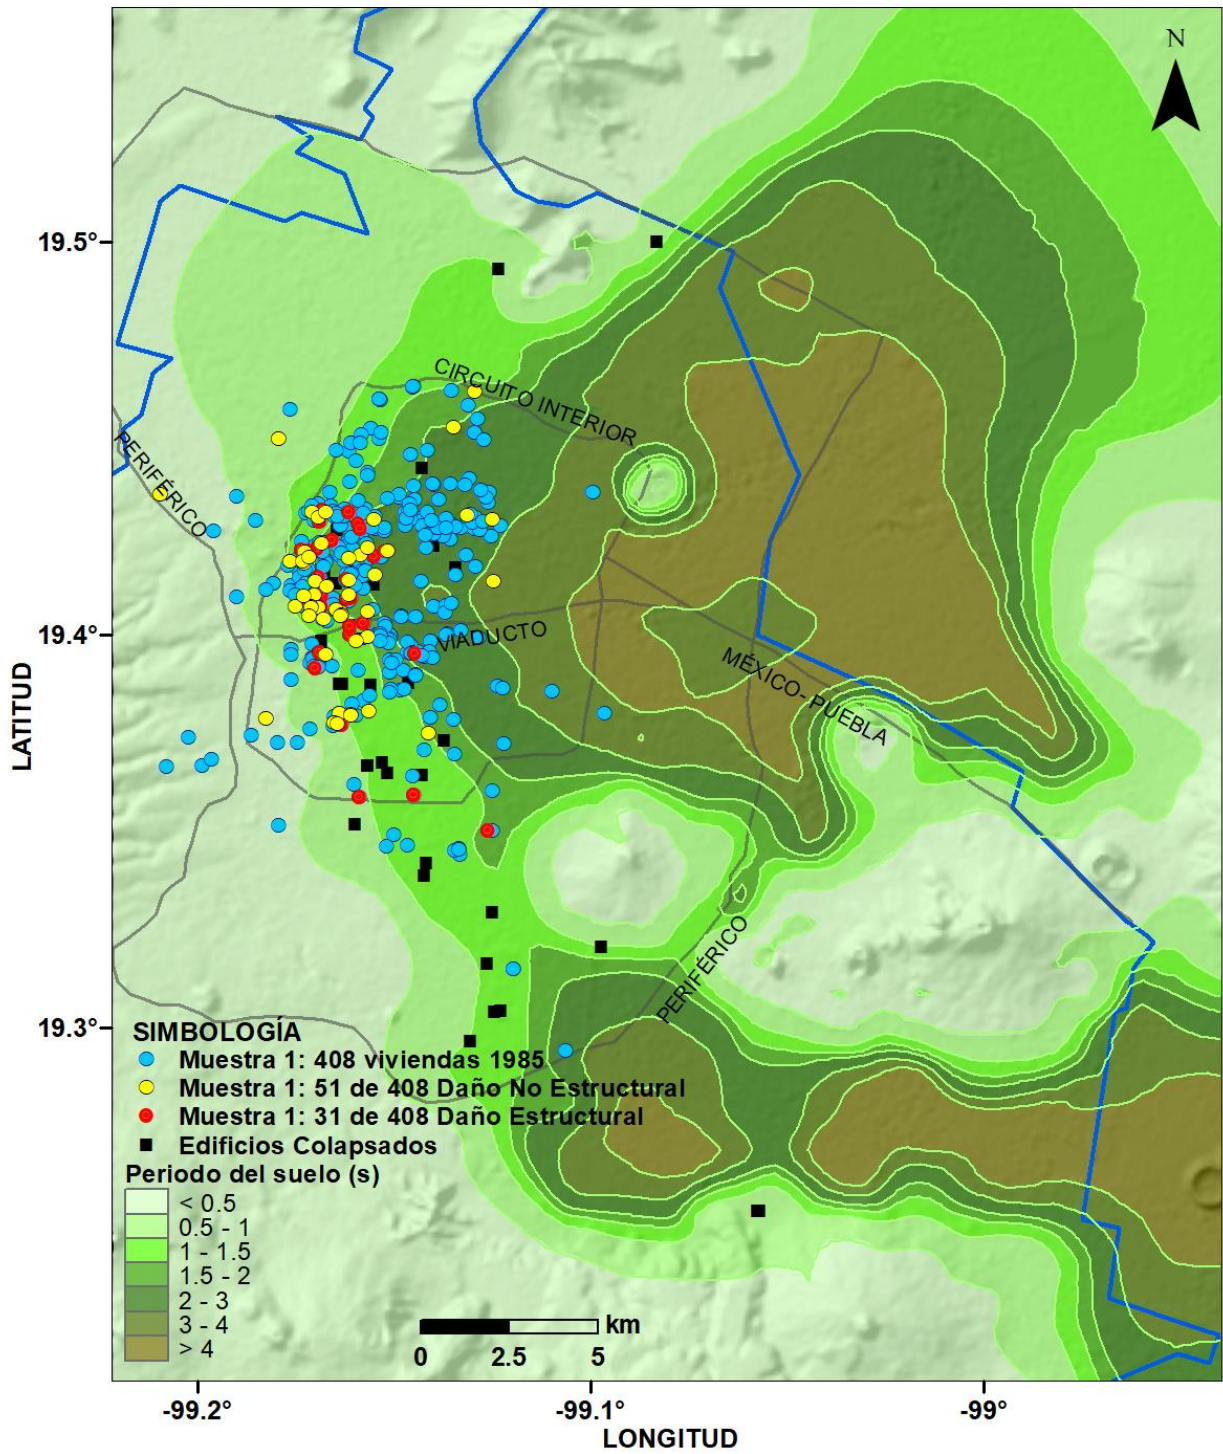 N
19.5°
CIRCUITO INTERIOR
PERIFÉRICO
19.4°
VIADUCTO
MÉXICO- PUEBLA
LATITUD
PERIFÉRICO
19.3°
SIMBOLOGÍA
Muestra 1: 408 viviendas 1985
Muestra 1: 51 de 408 Daño No Estructural
Muestra 1: 31 de 408 Daño Estructural
Edificios Colapsados
Periodo del suelo (s)
< 0.5
0.5 - 1
1 - 1.5
1.5 - 2
2 - 3
3 - 4
> 4
km
0 2.5 5
-99.2° -99.1° -99°
LONGITUD